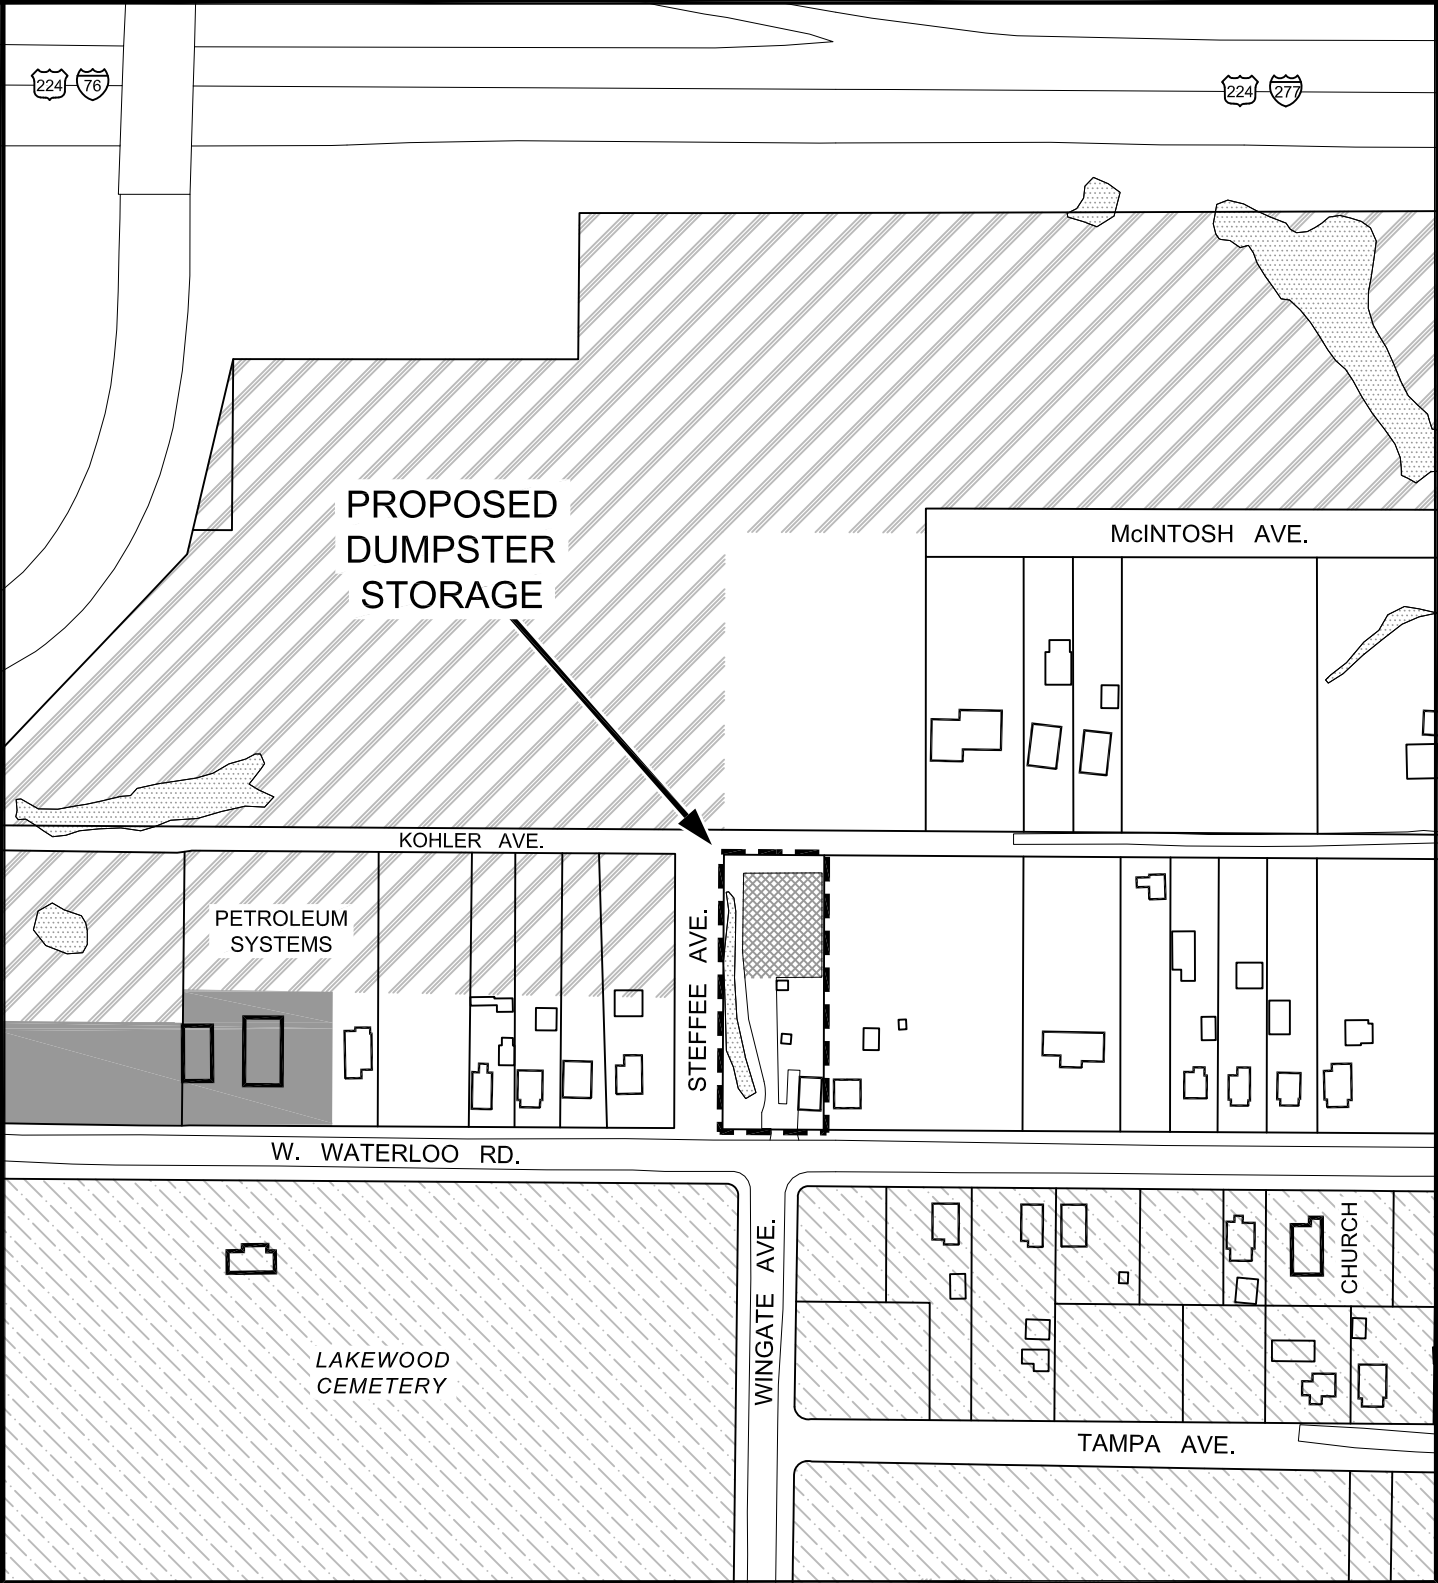 224 76
224 277
PROPOSED
DUMPSTER
STORAGE
McINTOSH AVE.
KOHLER AVE.
PETROLEUM
SYSTEMS
STEFFEE AVE.
W. WATERLOO RD.
WINGATE AVE.
CHURCH
LAKEWOOD
CEMETERY
TAMPA AVE.